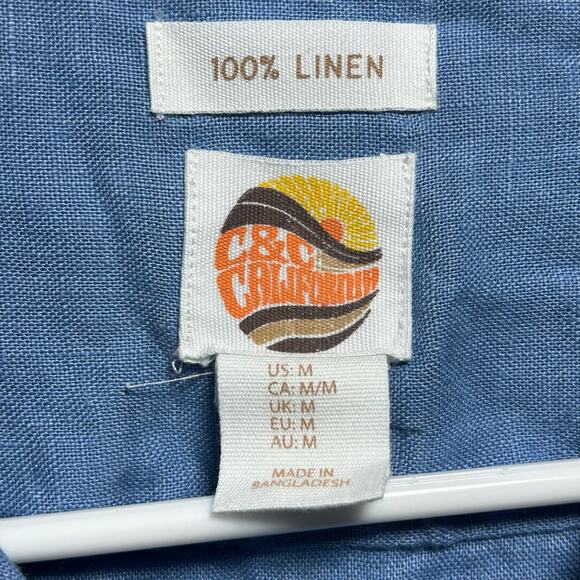 100% LINEN
C&C
CALIFORNIA
US: M
CA: M/M
UK: M
EU: M
AU: M
MADE IN
BANGLADESH